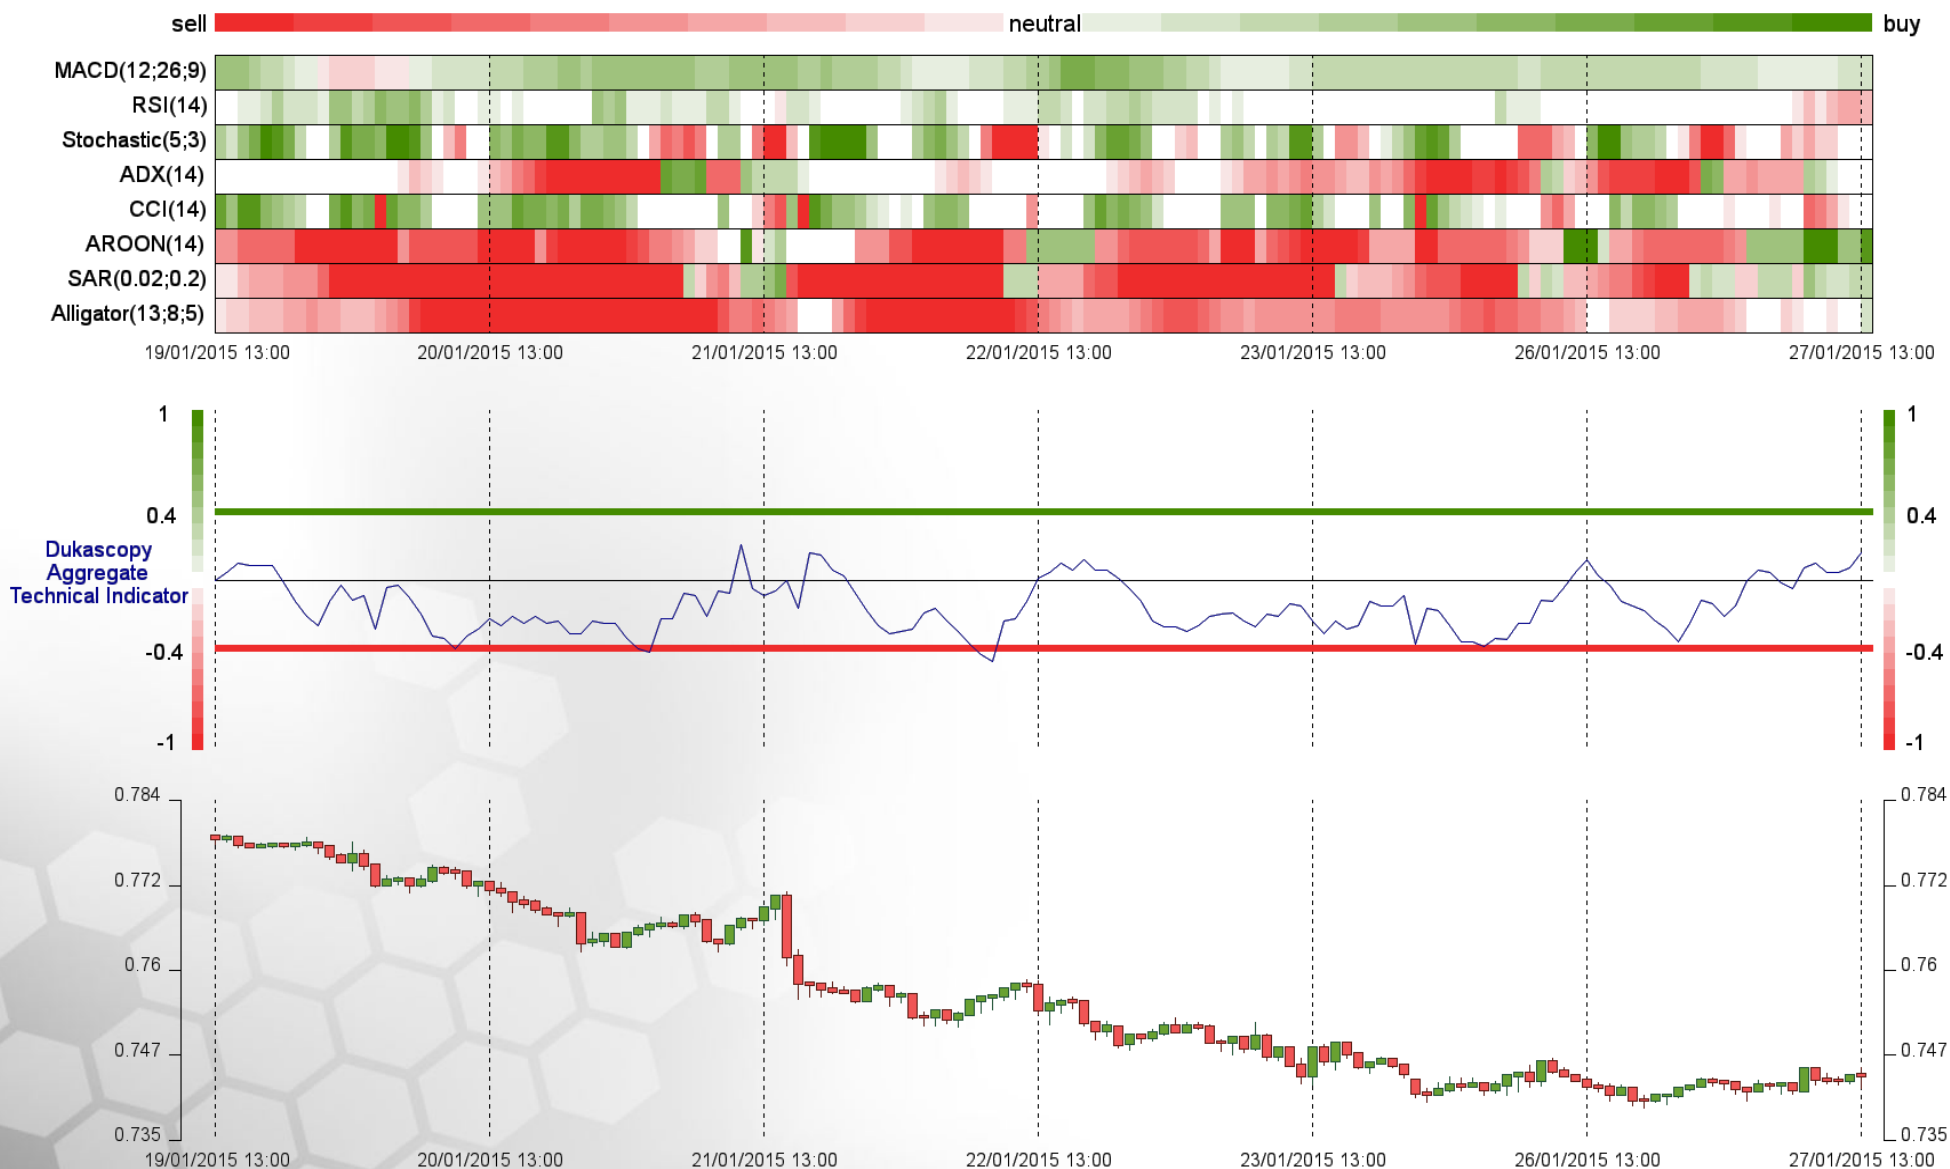 sell neutral buy
MACD(12;26;9)
RSI(14)
Stochastic(5;3)
ADX(14)
CCI(14)
AROON(14)
SAR(0.02;0.2)
Alligator(13;8;5)
19/01/2015 13:00 20/01/2015 13:00 21/01/2015 13:00 22/01/2015 13:00 23/01/2015 13:00 26/01/2015 13:00 27/01/2015 13:00
1 1
0.4 0.4
Dukascopy
Aggregate
Technical Indicator
-0.4 -0.4
-1 -1
0.784 0.784
0.772 0.772
0.76 0.76
0.747 0.747
0.735 0.735
19/01/2015 13:00 20/01/2015 13:00 21/01/2015 13:00 22/01/2015 13:00 23/01/2015 13:00 26/01/2015 13:00 27/01/2015 13:00